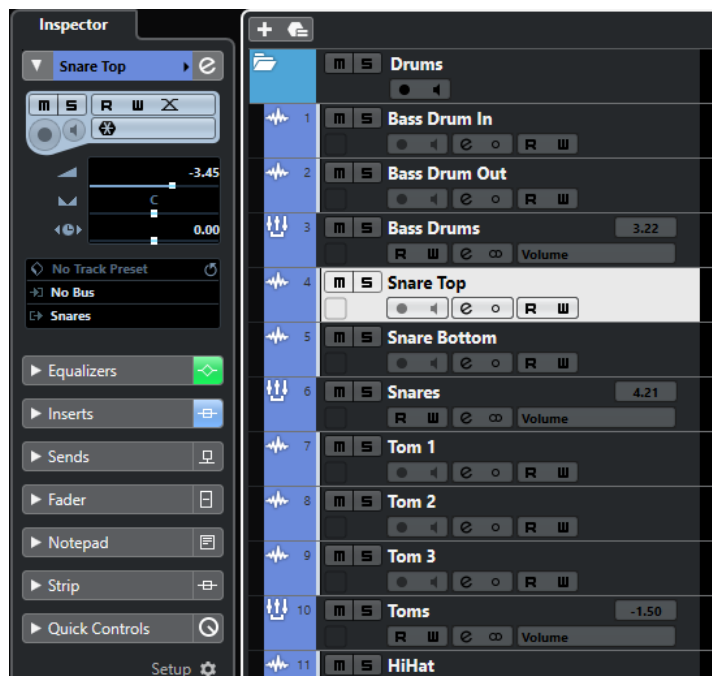 Inspector
Snare Top
m S R W
-3.45
C
0.00
No Track Preset
No Bus
Snares
Equalizers
Inserts
Sends
Fader
Notepad
Strip
Quick Controls
Setup
m S Drums
1 m S Bass Drum In
e R W
2 m S Bass Drum Out
e R W
3 m S Bass Drums 3.22
R W e Volume
4 m S Snare Top
e R W
5 m S Snare Bottom
e R W
6 m S Snares 4.21
R W e Volume
7 m S Tom 1
e R W
8 m S Tom 2
e R W
9 m S Tom 3
e R W
10 m S Toms -1.50
R W e Volume
11 m S HiHat